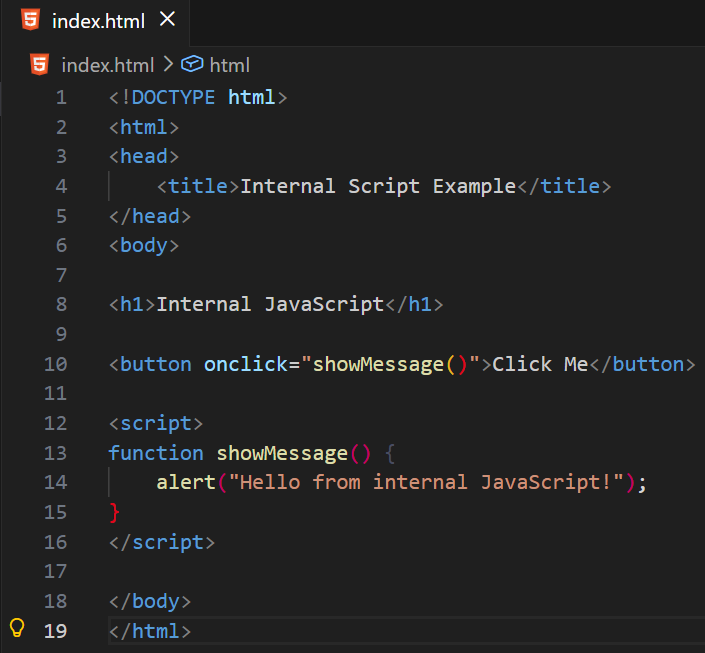 index.html
index.html > html
1 <!DOCTYPE html>
2 <html>
3 <head>
4     <title>Internal Script Example</title>
5 </head>
6 <body>
7
8 <h1>Internal JavaScript</h1>
9
10 <button onclick="showMessage()">Click Me</button>
11
12 <script>
13 function showMessage() {
14     alert("Hello from internal JavaScript!");
15 }
16 </script>
17
18 </body>
19 </html>